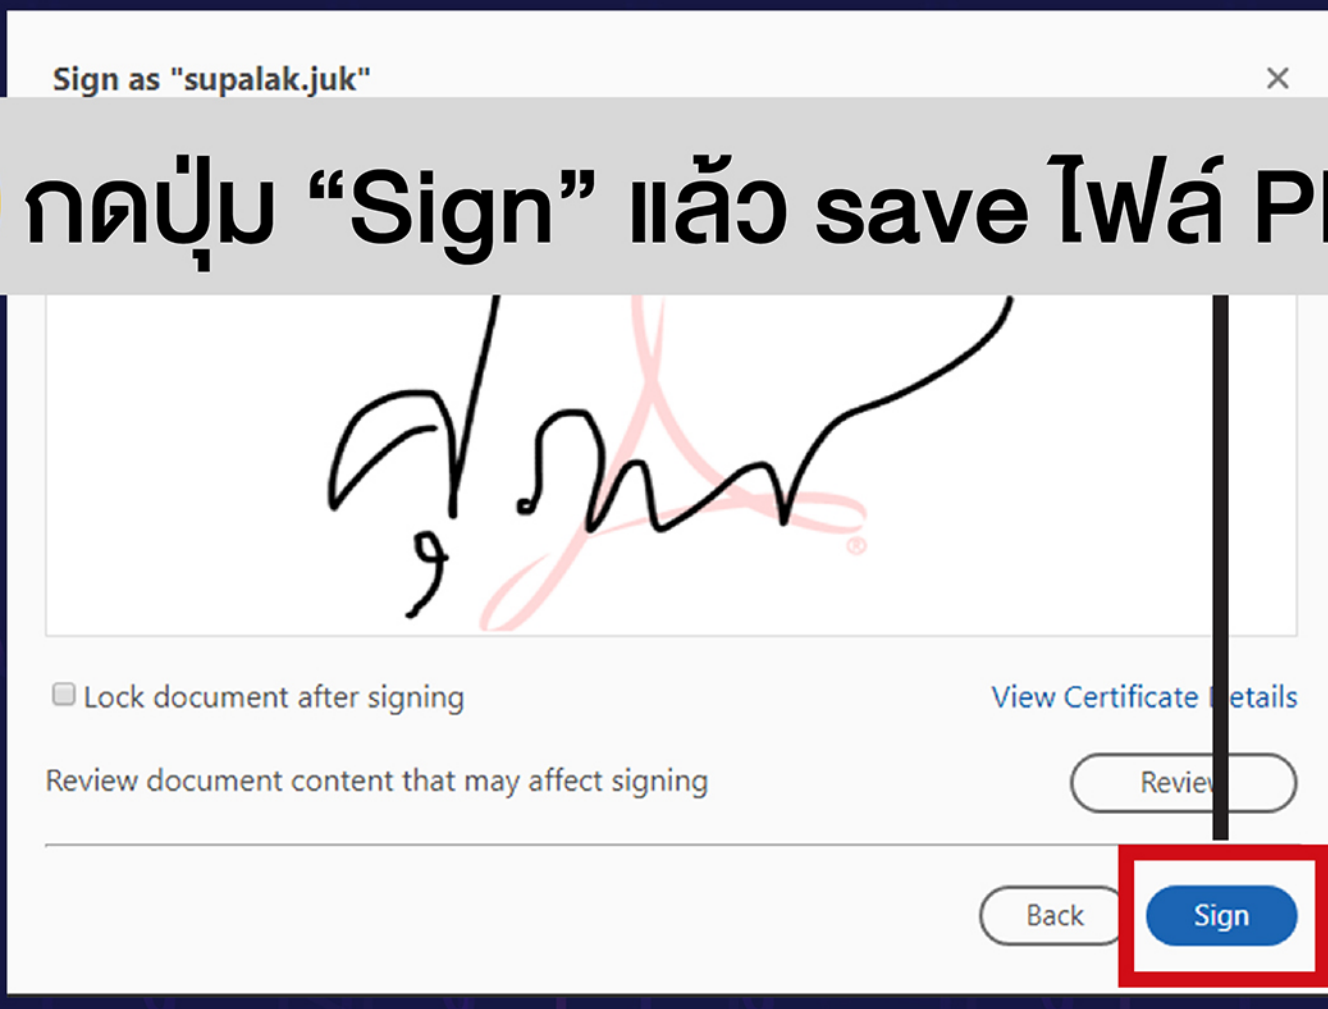 Sign as "supalak.juk"
กดปุ่ม “Sign” แล้ว save ไฟล์
®
Lock document after signing
View Certificate
Review document content that may affect signing
Review
Back
Sign